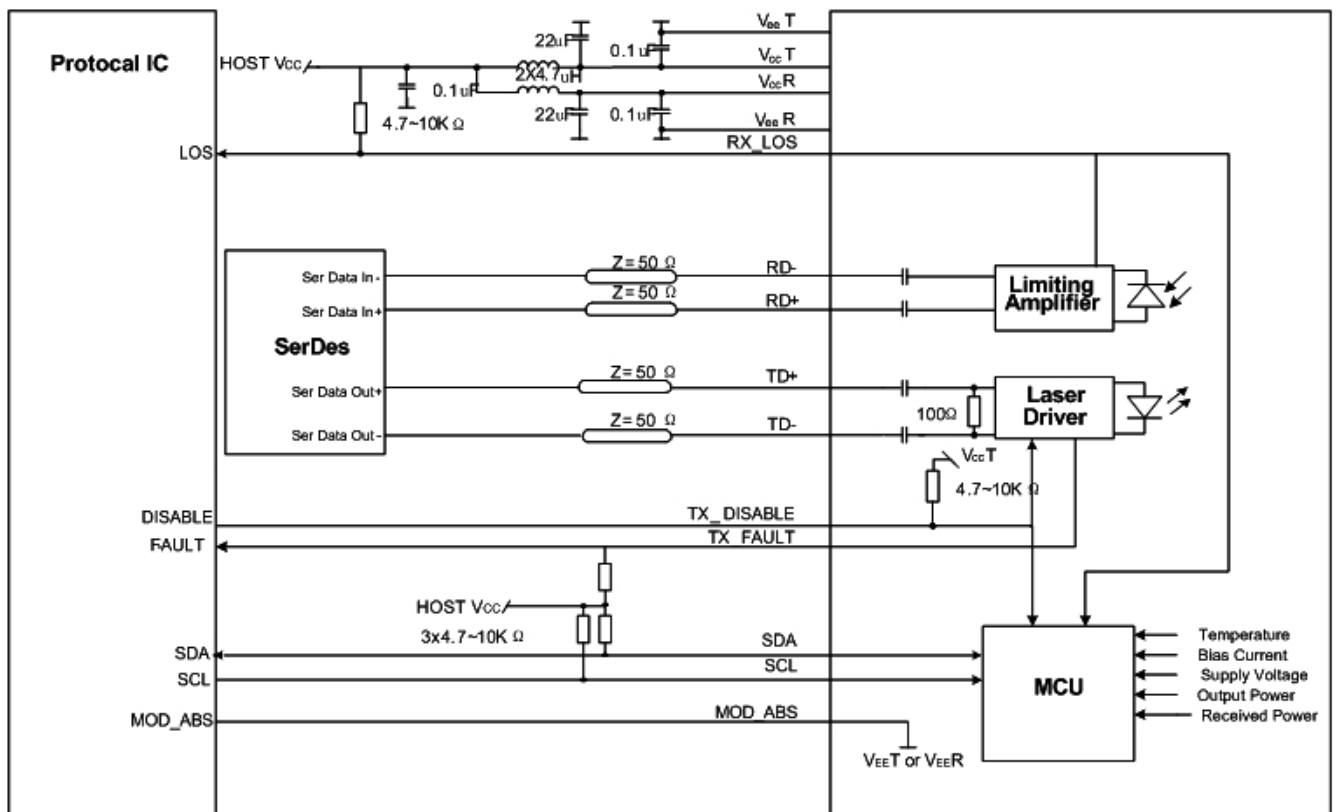 Protocal IC
HOST Vcc
22uF
0.1uF
VeeT
VccT
2X4.7uH
0.1uF
VccR
4.7~10K Ω
22uF
0.1uF
VeeR
LOS
RX_LOS
Ser Data In-
Z=50 Ω
RD-
Ser Data In+
Z=50 Ω
RD+
Limiting
Amplifier
SerDes
Ser Data Out+
Z=50 Ω
TD+
Ser Data Out-
Z=50 Ω
TD-
100Ω
Laser
Driver
VccT
4.7~10K Ω
DISABLE
TX_DISABLE
FAULT
TX_FAULT
HOST Vcc
3x4.7~10K Ω
SDA
SDA
SCL
SCL
MOD_ABS
MOD_ABS
VEET or VEER
MCU
Temperature
Bias Current
Supply Voltage
Output Power
Received Power